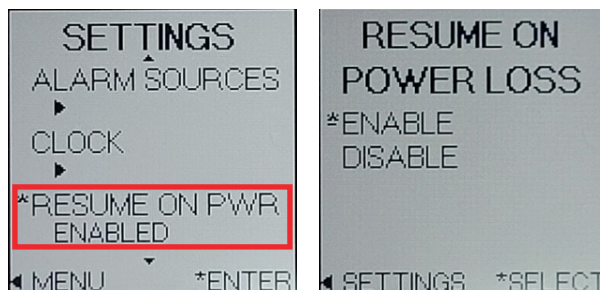 SETTINGS
ALARM SOURCES
CLOCK
*RESUME ON PWR
ENABLED
MENU *ENTER
RESUME ON
POWER LOSS
*ENABLE
DISABLE
SETTINGS *SELECT